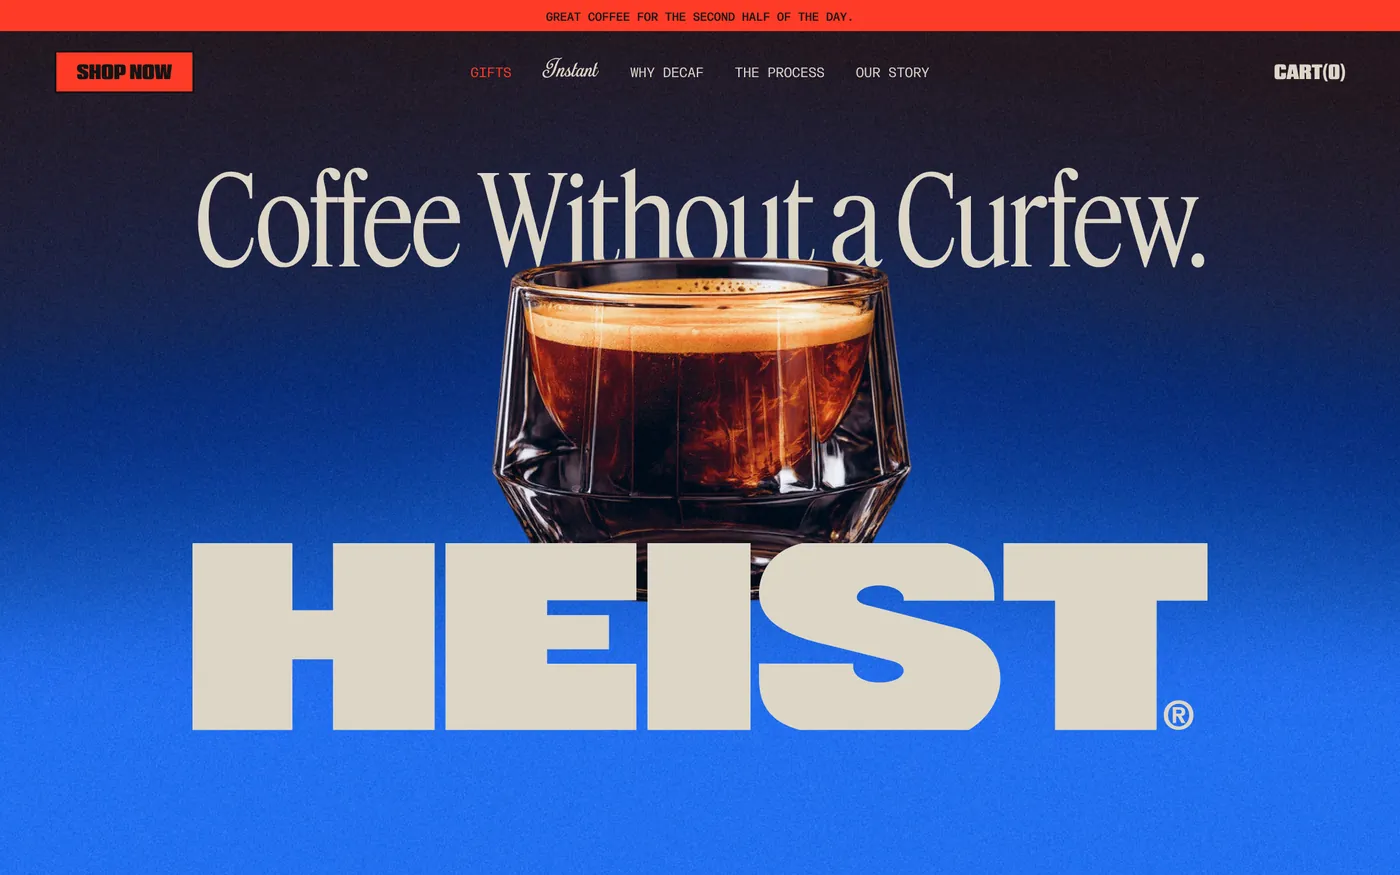 GREAT COFFEE FOR THE SECOND HALF OF THE DAY.
SHOP NOW
GIFTS Instant WHY DECAF THE PROCESS OUR STORY
CART(0)
Coffee Without a Curfew.
HEIST®